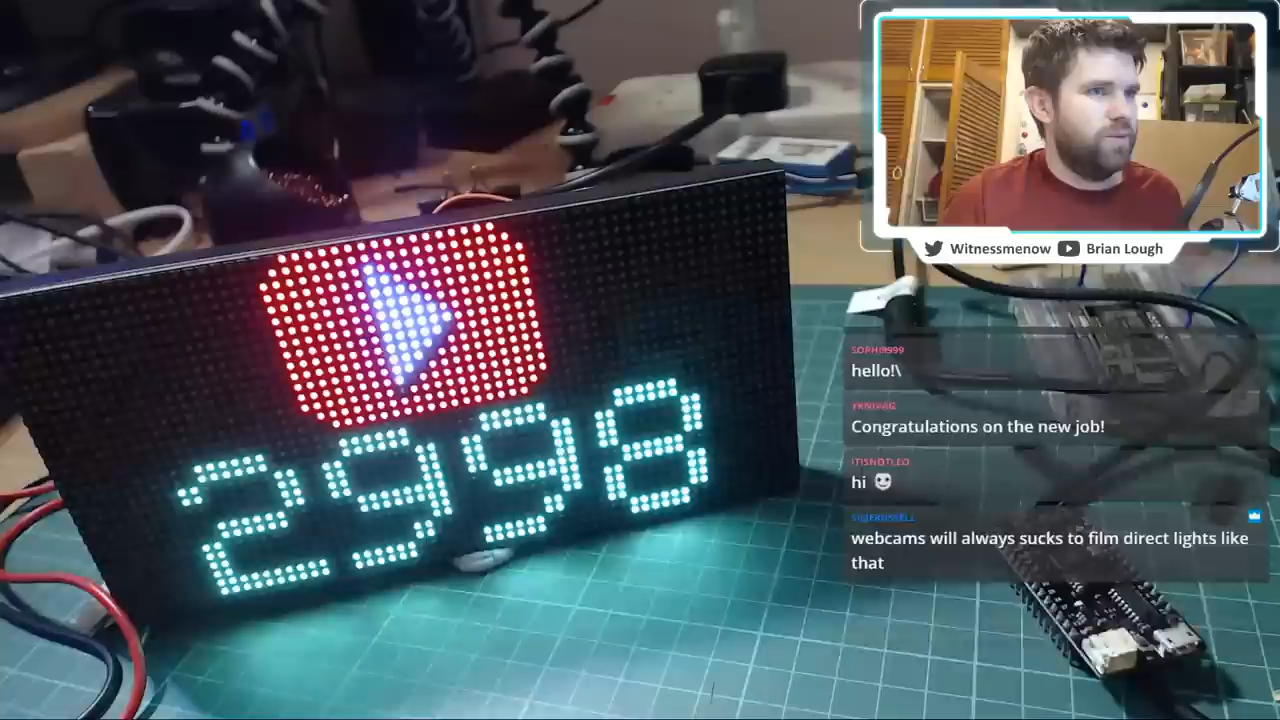 Witnessmenow Brian Lough
2998
hello!\
Congratulations on the new job!
hi
webcams will always sucks to film direct lights like
that